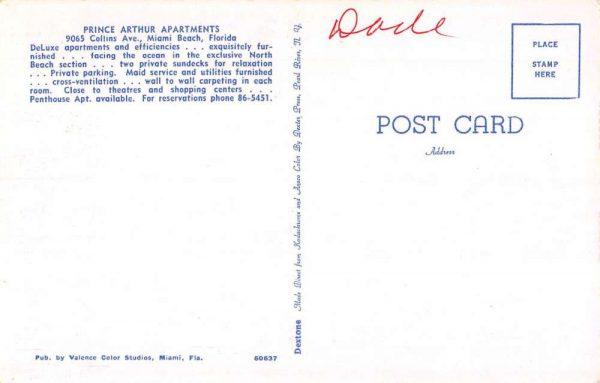 PRINCE ARTHUR APARTMENTS
9065 Collins Ave., Miami Beach, Florida
DeLuxe apartments and efficiencies . . . exquisitely fur-
nished . . . facing the ocean in the exclusive North
Beach section . . . two private sundecks for relaxation
. . . Private parking. Maid service and utilities furnished
. . . cross-ventilation . . . wall to wall carpeting in each
room. Close to theatres and shopping centers . . .
Penthouse Apt. available. For reservations phone 86-5451.
Pub. by Valence Color Studios, Miami, Fla.
60637
Dextone Made Direct from Kodachrome and Ansco Color By Dexter Press, Pearl River, N. Y.
Dade
PLACE
STAMP
HERE
POST CARD
Address